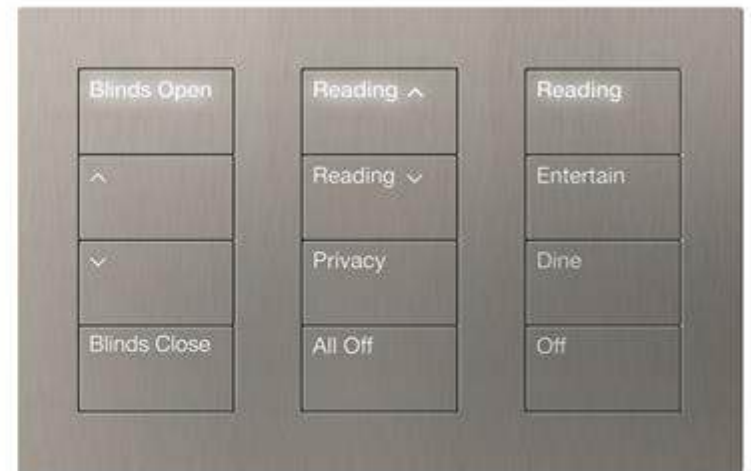 Blinds Open
^
⌄
Blinds Close
Reading ^
Reading ⌄
Privacy
All Off
Reading
Entertain
Dine
Off